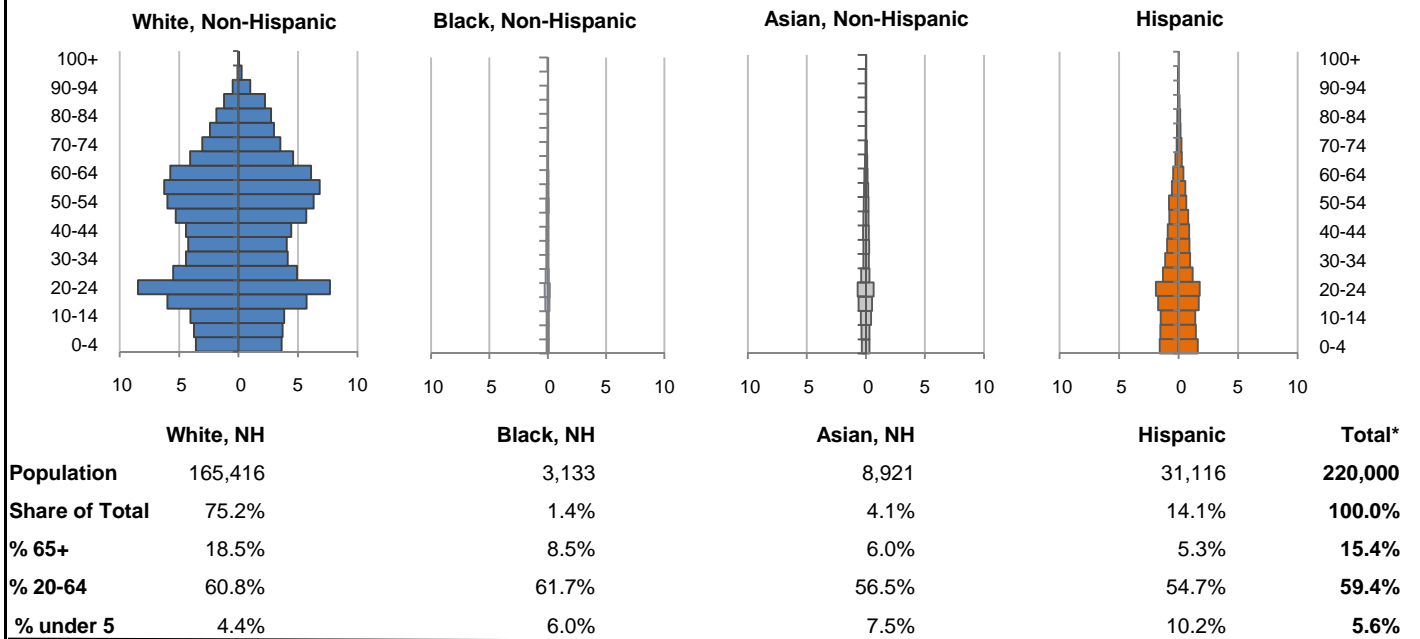 White, Non-Hispanic Black, Non-Hispanic Asian, Non-Hispanic Hispanic
100+ 100+
90-94 90-94
80-84 80-84
70-74 70-74
60-64 60-64
50-54 50-54
40-44 40-44
30-34 30-34
20-24 20-24
10-14 10-14
0-4 0-4
10 5 0 5 10 10 5 0 5 10 10 5 0 5 10 10 5 0 5 10
White, NH Black, NH Asian, NH Hispanic Total*
Population 165,416 3,133 8,921 31,116 220,000
Share of Total 75.2% 1.4% 4.1% 14.1% 100.0%
% 65+ 18.5% 8.5% 6.0% 5.3% 15.4%
% 20-64 60.8% 61.7% 56.5% 54.7% 59.4%
% under 5 4.4% 6.0% 7.5% 10.2% 5.6%